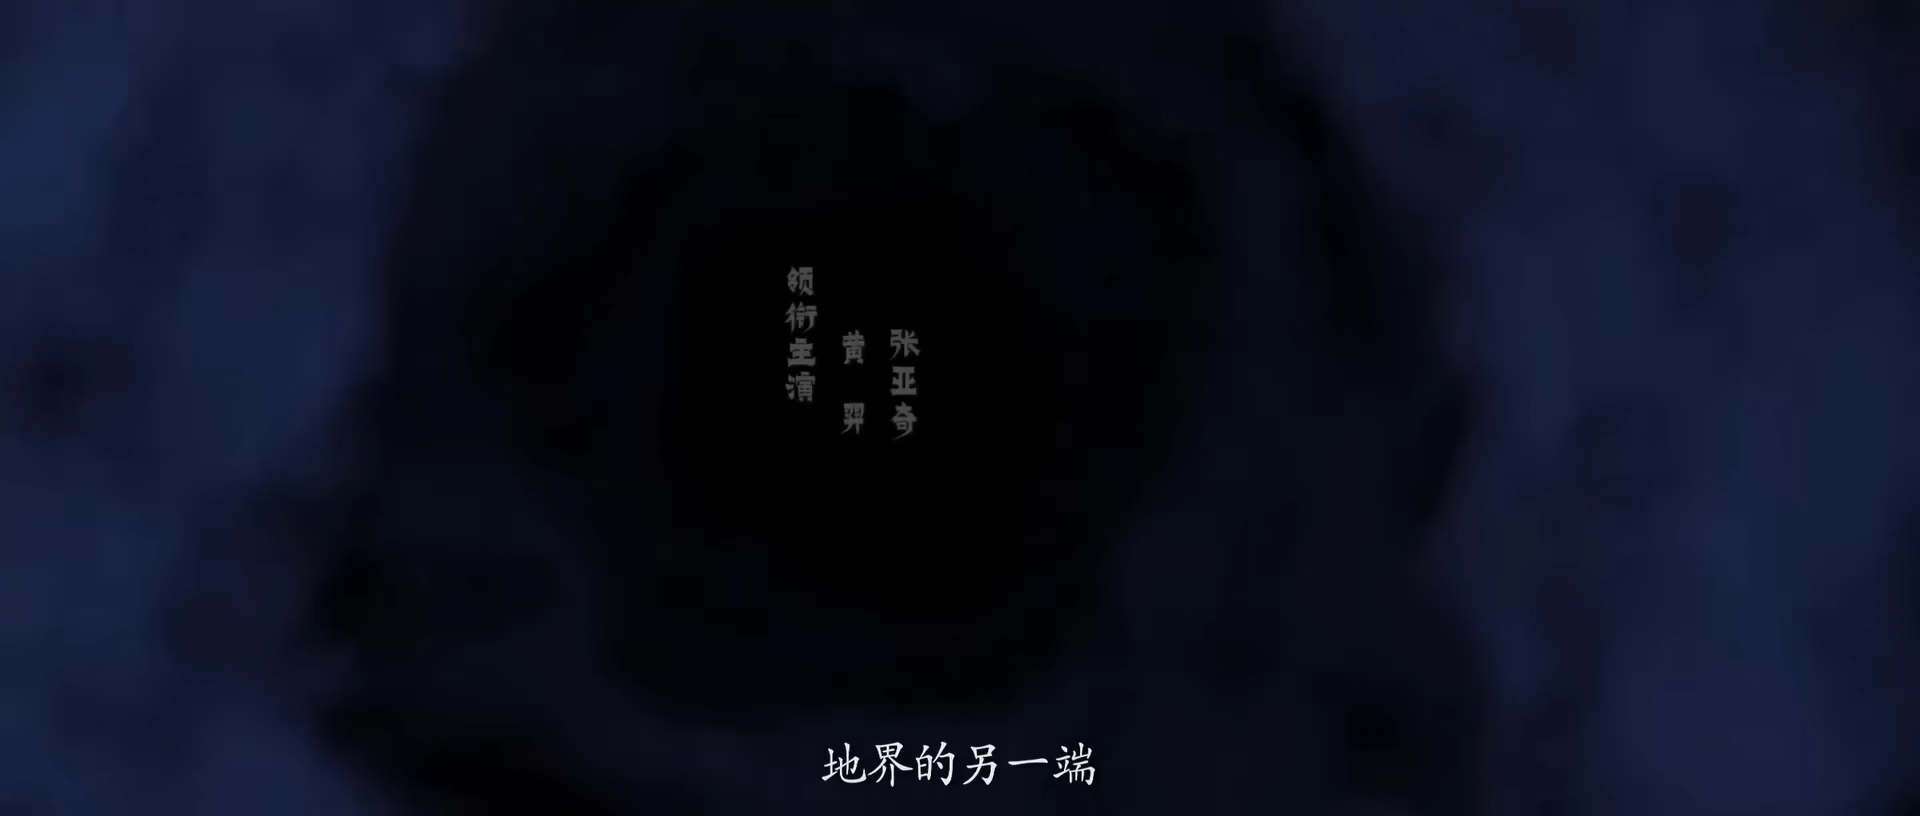 领衔主演
黄羿
张亚奇
地界的另一端